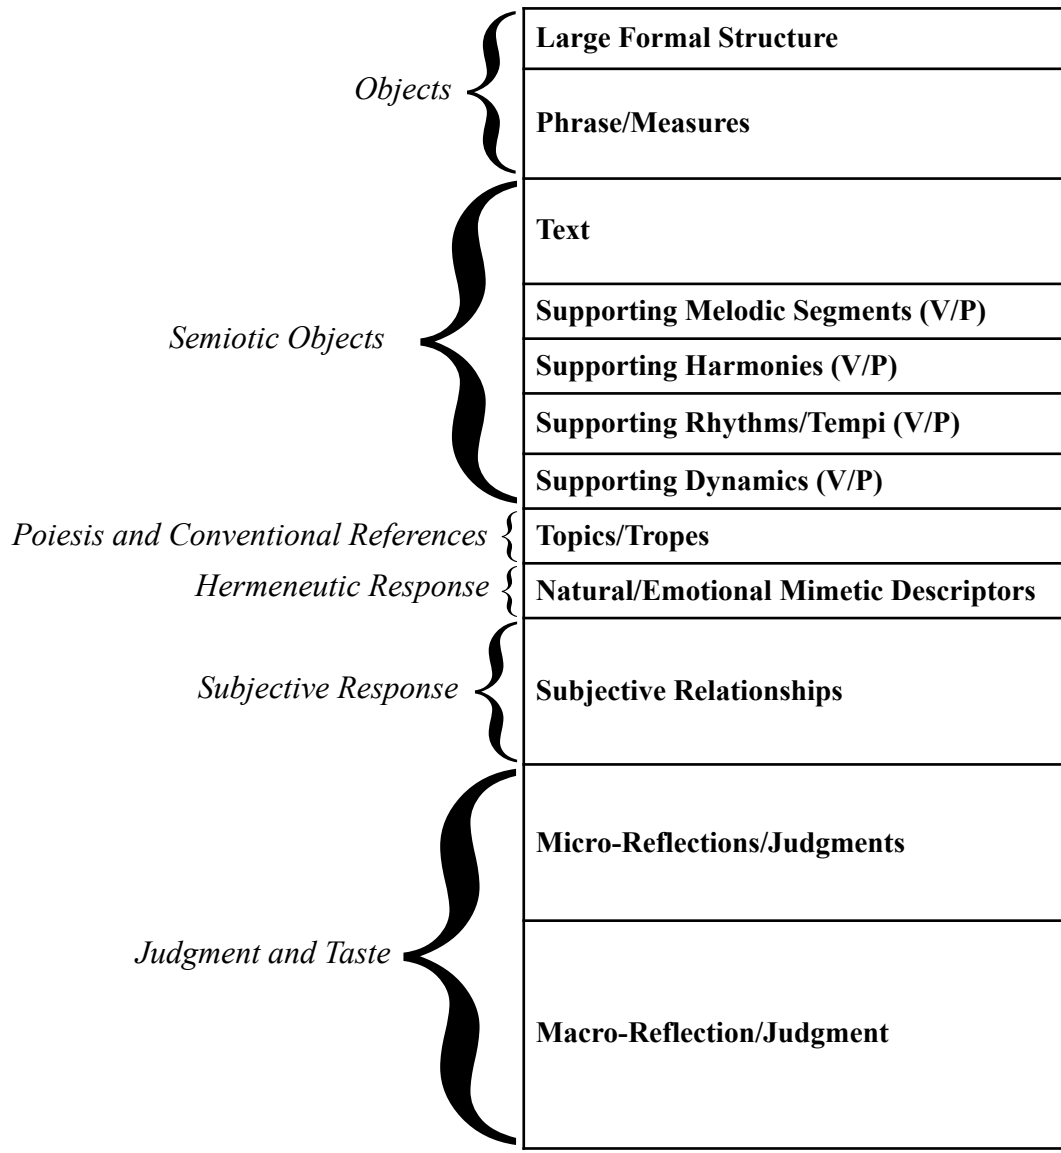 Large Formal Structure
Objects
Phrase/Measures
Text
Supporting Melodic Segments (V/P)
Semiotic Objects
Supporting Harmonies (V/P)
Supporting Rhythms/Tempi (V/P)
Supporting Dynamics (V/P)
Poiesis and Conventional References
Topics/Tropes
Hermeneutic Response
Natural/Emotional Mimetic Descriptors
Subjective Response
Subjective Relationships
Micro-Reflections/Judgments
Judgment and Taste
Macro-Reflection/Judgment